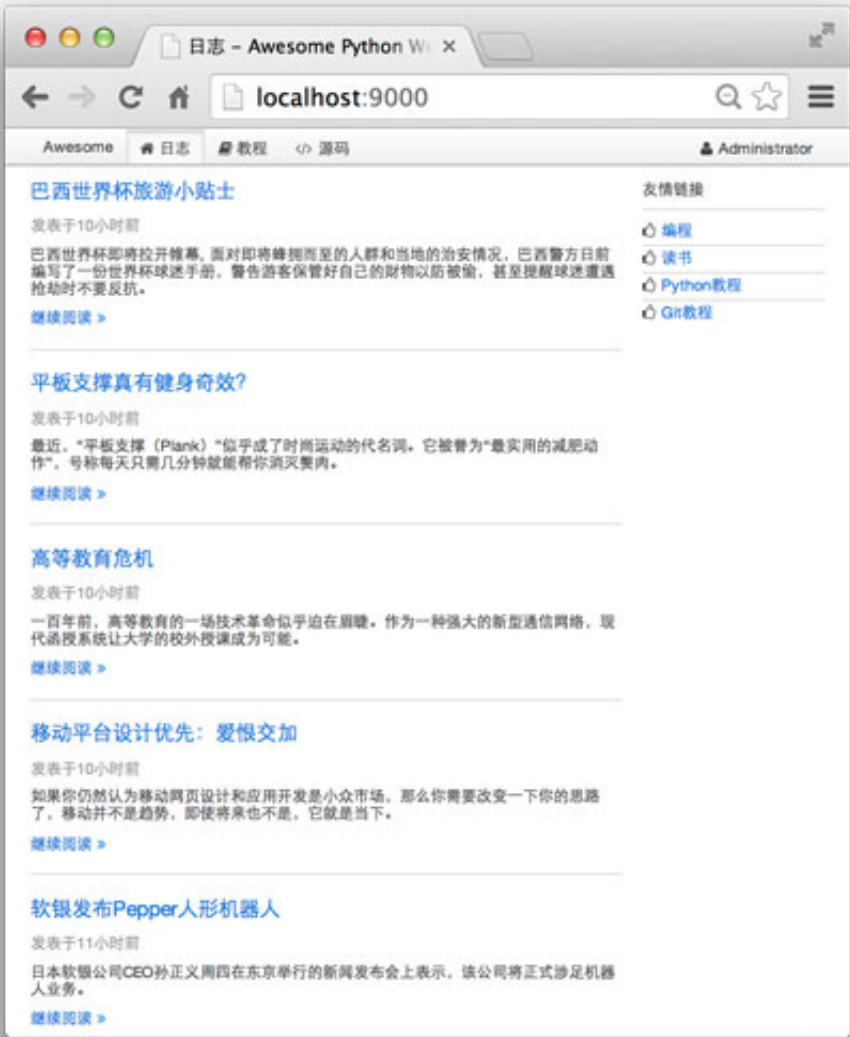 日志 - Awesome Python W
localhost:9000
Awesome 日志 教程 源码 Administrator
巴西世界杯旅游小贴士
发表于10小时前
巴西世界杯即将拉开帷幕, 面对即将蜂拥而至的人群和当地的治安情况，巴西警方日前
编写了一份世界杯球迷手册，警告游客保管好自己的财物以防被偷，甚至提醒球迷遭遇
抢劫时不要反抗。
继续阅读 »
平板支撑真有健身奇效？
发表于10小时前
最近，“平板支撑（Plank）”似乎成了时尚运动的代名词。它被誉为“最实用的减肥动
作”，号称每天只需几分钟就能帮你消灭赘肉。
继续阅读 »
高等教育危机
发表于10小时前
一百年前，高等教育的一场技术革命似乎迫在眉睫。作为一种强大的新型通信网络，现
代函授系统让大学的校外授课成为可能。
继续阅读 »
移动平台设计优先：爱恨交加
发表于10小时前
如果你仍然认为移动网页设计和应用开发是小众市场，那么你需要改变一下你的思路
了，移动并不是趋势，即使将来也不是，它就是当下。
继续阅读 »
软银发布Pepper人形机器人
发表于11小时前
日本软银公司CEO孙正义周四在东京举行的新闻发布会上表示，该公司将正式涉足机器
人业务。
继续阅读 »
友情链接
编程
读书
Python教程
Git教程